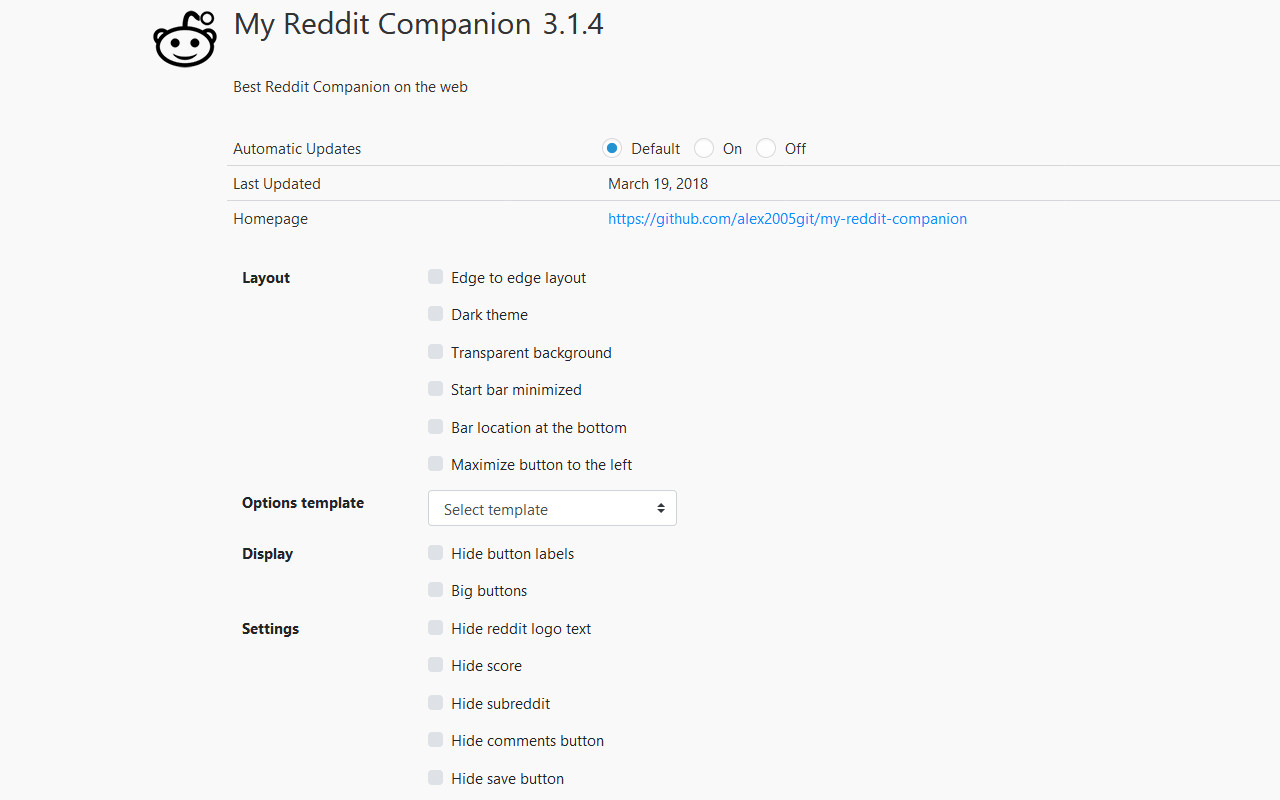 My Reddit Companion 3.1.4
Best Reddit Companion on the web
Automatic Updates Default On Off
Last Updated March 19, 2018
Homepage https://github.com/alex2005git/my-reddit-companion
Layout Edge to edge layout
Dark theme
Transparent background
Start bar minimized
Bar location at the bottom
Maximize button to the left
Options template Select template
Display Hide button labels
Big buttons
Settings Hide reddit logo text
Hide score
Hide subreddit
Hide comments button
Hide save button